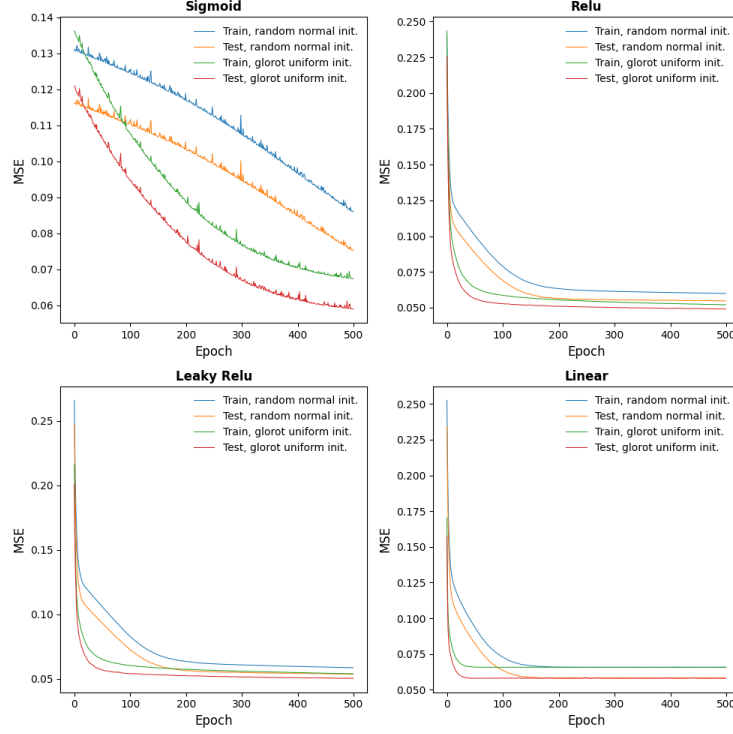 Sigmoid
0.14
0.13
0.12
0.11
0.10
0.09
0.08
0.07
0.06
MSE
Train, random normal init.
Test, random normal init.
Train, glorot uniform init.
Test, glorot uniform init.
0 100 200 300 400 500
Epoch
Relu
0.250
0.225
0.200
0.175
0.150
0.125
0.100
0.075
0.050
MSE
Train, random normal init.
Test, random normal init.
Train, glorot uniform init.
Test, glorot uniform init.
0 100 200 300 400 500
Epoch
Leaky Relu
0.25
0.20
0.15
0.10
0.05
MSE
Train, random normal init.
Test, random normal init.
Train, glorot uniform init.
Test, glorot uniform init.
0 100 200 300 400 500
Epoch
Linear
0.250
0.225
0.200
0.175
0.150
0.125
0.100
0.075
0.050
MSE
Train, random normal init.
Test, random normal init.
Train, glorot uniform init.
Test, glorot uniform init.
0 100 200 300 400 500
Epoch